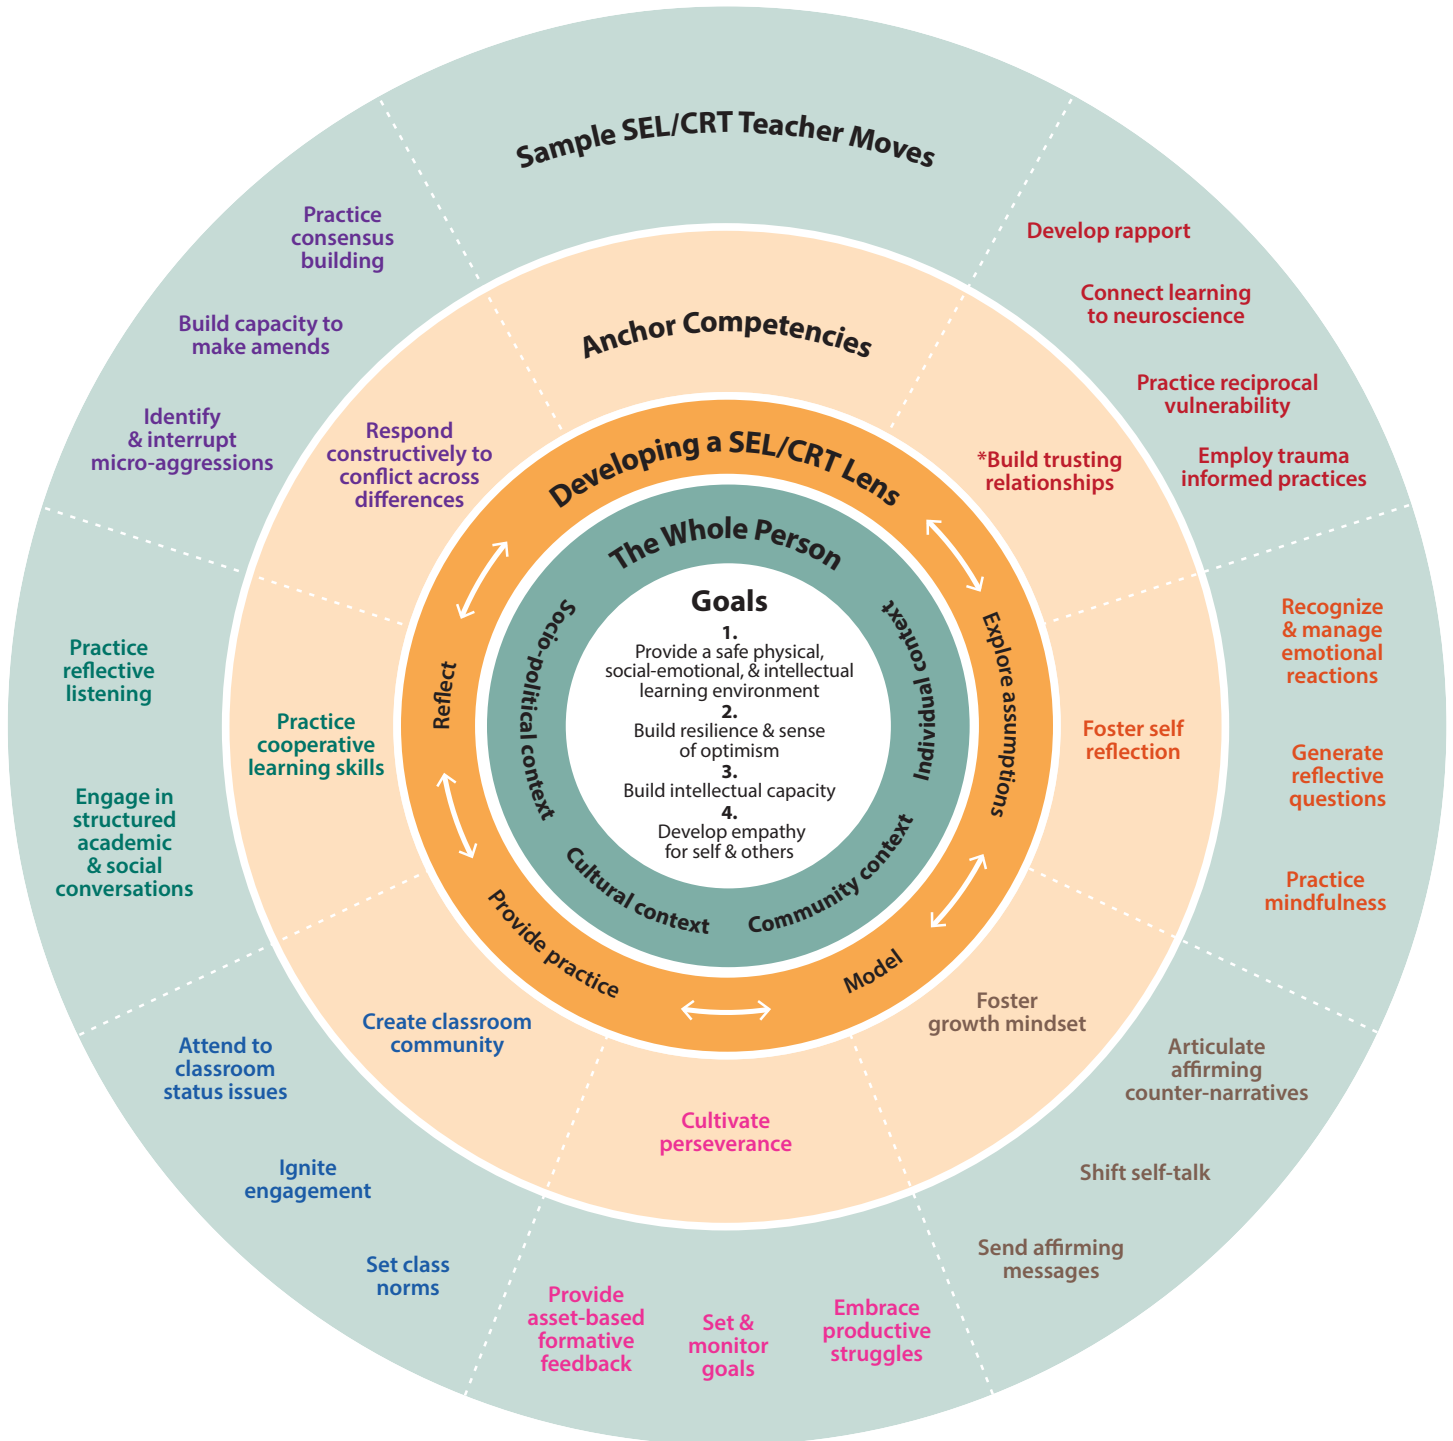 Sample SEL/CRT Teacher Moves
Anchor Competencies
Developing a SEL/CRT Lens
The Whole Person
Goals
1.
Provide a safe physical,
social-emotional, & intellectual
learning environment
2.
Build resilience & sense
of optimism
3.
Build intellectual capacity
4.
Develop empathy
for self & others
Individual context
Community context
Cultural context
Socio-political context
Explore assumptions
Model
Provide practice
Reflect
*Build trusting
relationships
Develop rapport
Connect learning
to neuroscience
Practice reciprocal
vulnerability
Employ trauma
informed practices
Foster self
reflection
Recognize
& manage
emotional
reactions
Generate
reflective
questions
Practice
mindfulness
Foster
growth mindset
Articulate
affirming
counter-narratives
Shift self-talk
Send affirming
messages
Cultivate
perseverance
Embrace
productive
struggles
Set &
monitor
goals
Provide
asset-based
formative
feedback
Create classroom
community
Set class
norms
Ignite
engagement
Attend to
classroom
status issues
Practice
cooperative
learning skills
Engage in
structured
academic
& social
conversations
Practice
reflective
listening
Respond
constructively to
conflict across
differences
Identify
& interrupt
micro-aggressions
Build capacity to
make amends
Practice
consensus
building